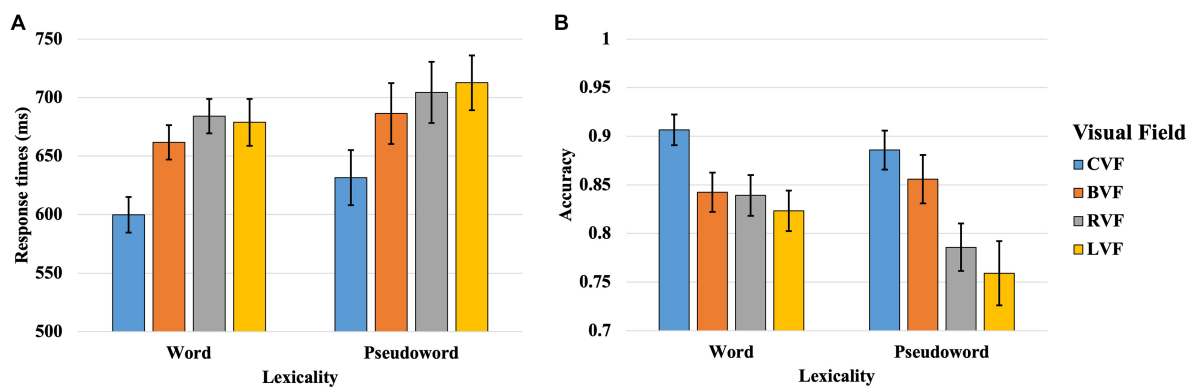 A
Response times (ms)
750
700
650
600
550
500
Word
Pseudoword
Lexicality
B
Accuracy
1
0.95
0.9
0.85
0.8
0.75
0.7
Word
Pseudoword
Lexicality
Visual Field
CVF
BVF
RVF
LVF